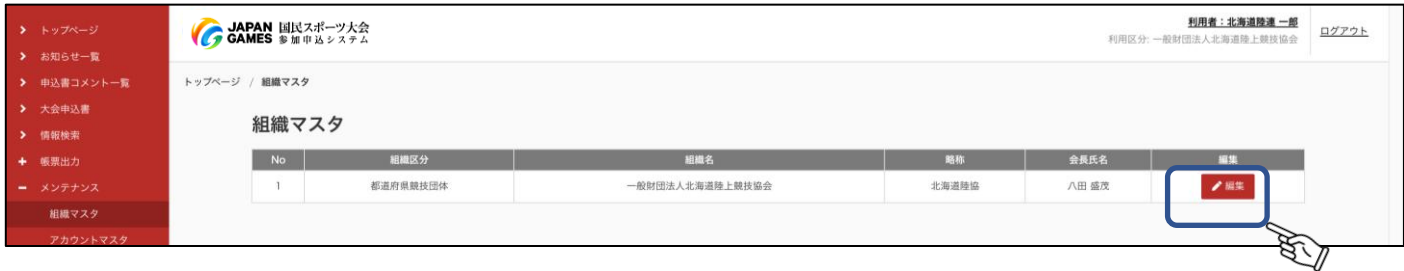 トップページ
お知らせ一覧
申込書コメント一覧
大会申込書
情報検索
帳票出力
メンテナンス
組織マスタ
アカウントマスタ
JAPAN GAMES
国民スポーツ大会
参加申込システム
利用者：北海道陸連 一郎
利用区分: 一般財団法人北海道陸上競技協会
ログアウト
トップページ / 組織マスタ
組織マスタ
No 組織区分 組織名 略称 会長氏名 編集
1 都道府県競技団体 一般財団法人北海道陸上競技協会 北海道陸協 八田 盛茂 編集